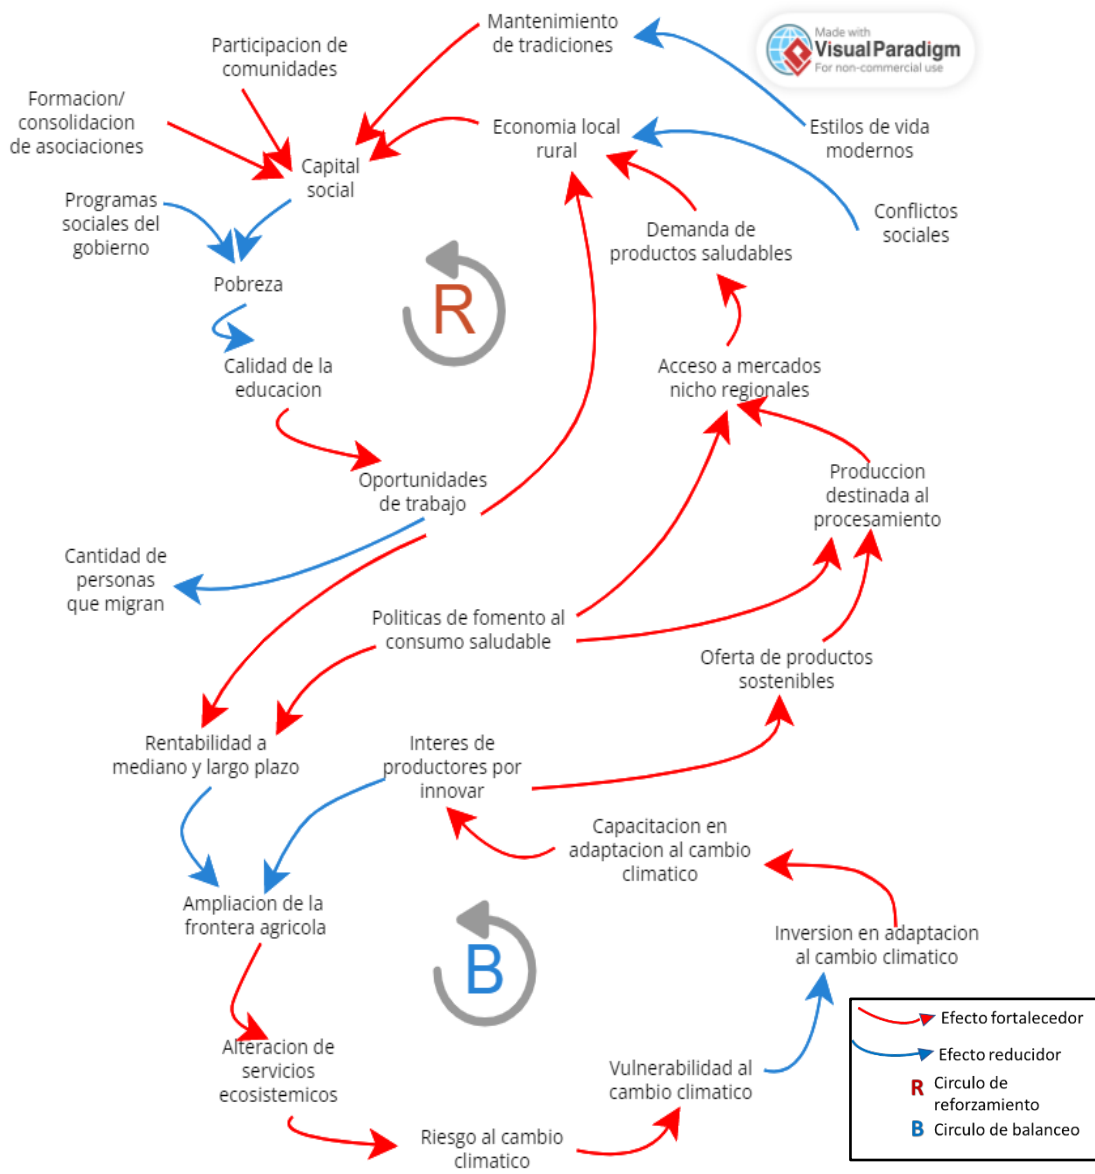 Mantenimiento
de tradiciones
Made with
Visual Paradigm
For non-commercial use
Participacion de
comunidades
Formacion/
consolidacion
de asociaciones
Economia local
rural
Estilos de vida
modernos
Capital
social
Programas
sociales del
gobierno
Conflictos
sociales
Demanda de
productos saludables
Pobreza
R
Calidad de la
educacion
Acceso a mercados
nicho regionales
Oportunidades
de trabajo
Produccion
destinada al
procesamiento
Cantidad de
personas
que migran
Politicas de fomento al
consumo saludable
Oferta de productos
sostenibles
Rentabilidad a
mediano y largo plazo
Interes de
productores por
innovar
Capacitacion en
adaptacion al cambio
climatico
Ampliacion de la
frontera agricola
B
Inversion en adaptacion
al cambio climatico
Alteracion de
servicios
ecosistemicos
Vulnerabilidad al
cambio climatico
Riesgo al cambio
climatico
Efecto fortalecedor
Efecto reducidor
R Circulo de
reforzamiento
B Circulo de balanceo